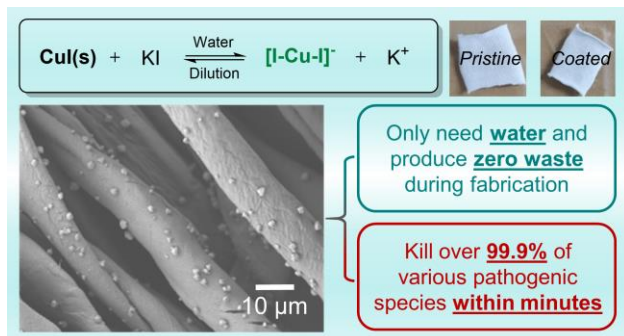 Water
CuI(s) + KI ⇌ [I-Cu-I]⁻ + K⁺
Dilution
Pristine
Coated
Only need water and
produce zero waste
during fabrication
Kill over 99.9% of
various pathogenic
species within minutes
10 μm